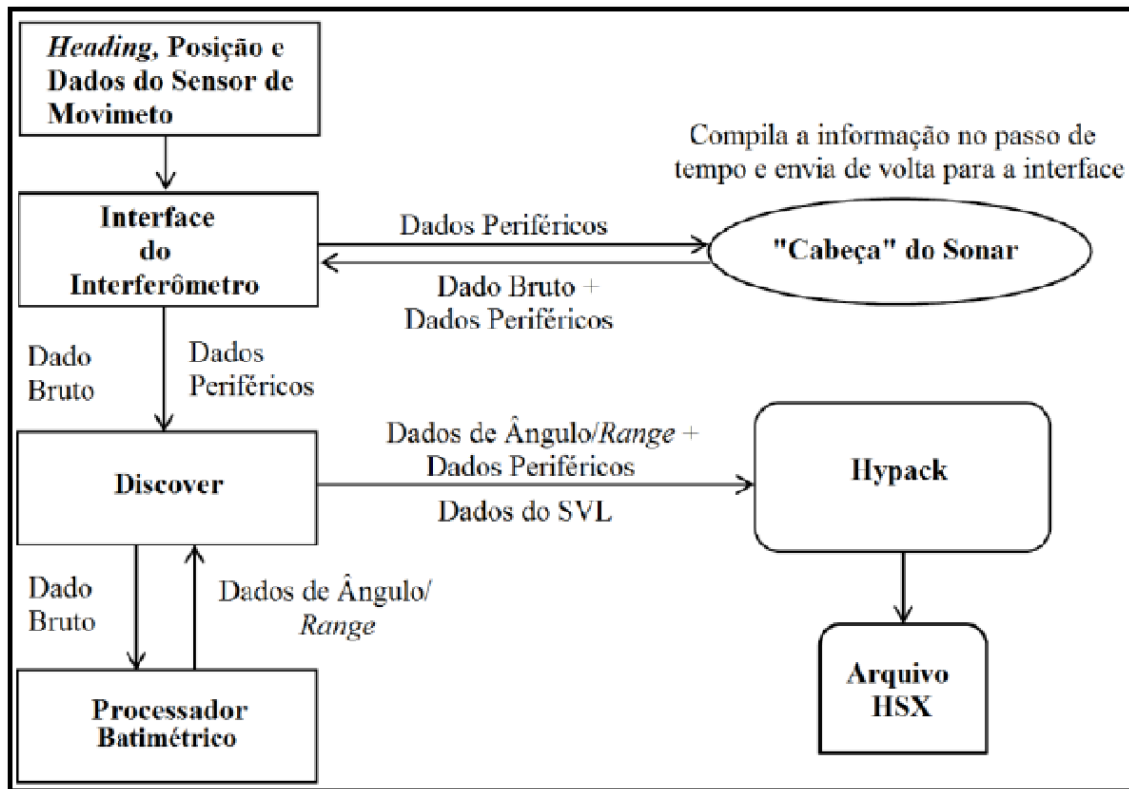 Heading, Posição e
Dados do Sensor de
Movimeto
Compila a informação no passo de
tempo e envia de volta para a interface
Interface
do
Interferômetro
Dados Periféricos
"Cabeça" do Sonar
Dado Bruto +
Dados Periféricos
Dado
Bruto
Dados
Periféricos
Discover
Dados de Ângulo/Range +
Dados Periféricos
Dados do SVL
Hypack
Dado
Bruto
Dados de Ângulo/
Range
Processador
Batimétrico
Arquivo
HSX